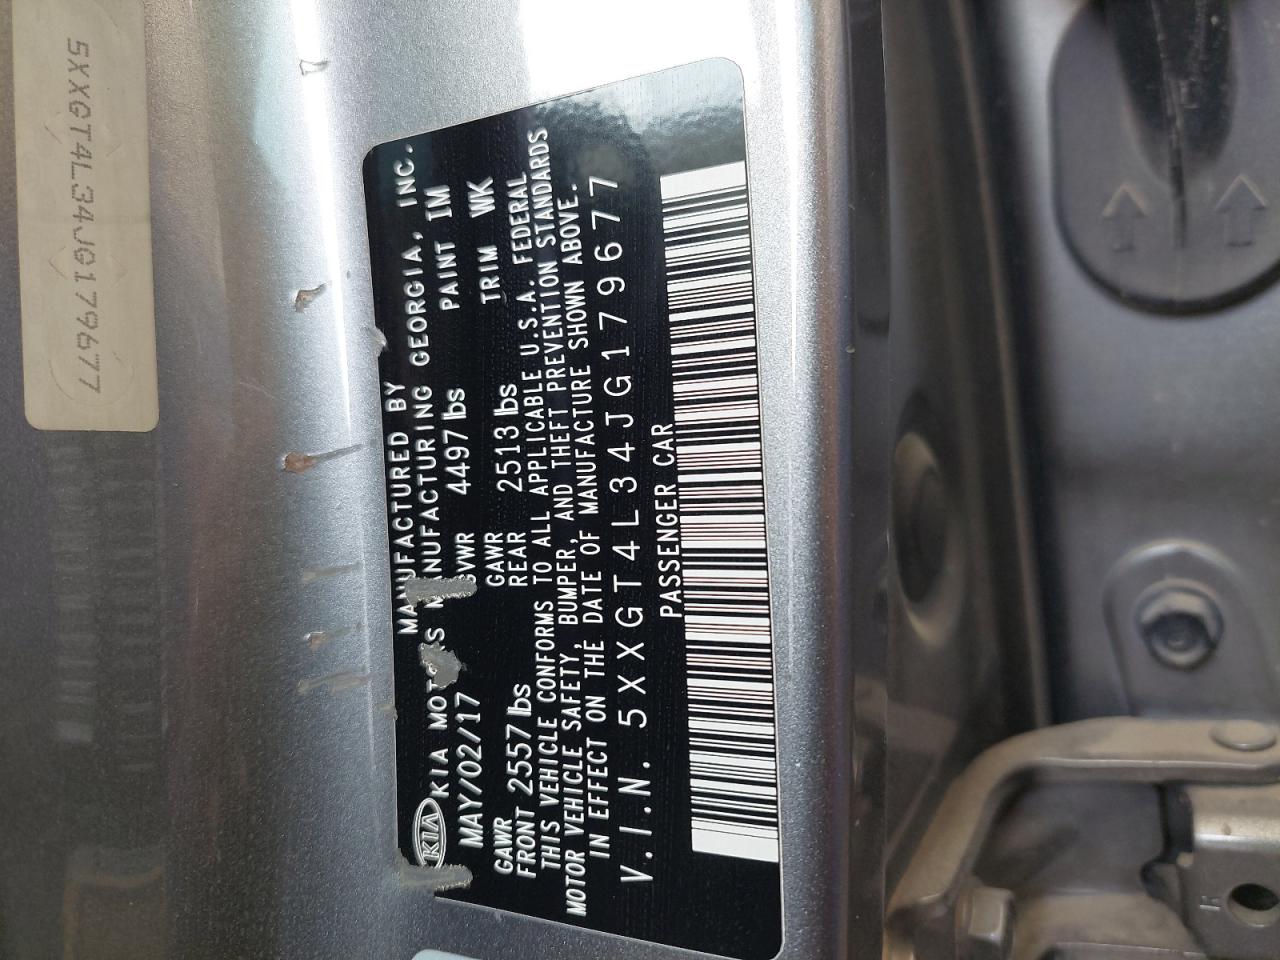 5XXGT4L34JG179677
MANUFACTURED BY
KIA KIA MOTORS MANUFACTURING GEORGIA, INC.
MAY/02/17 GVWR 4497 lbs PAINT IM
GAWR FRONT 2557 lbs GAWR REAR 2513 lbs TRIM WK
THIS VEHICLE CONFORMS TO ALL APPLICABLE U.S.A. FEDERAL
MOTOR VEHICLE SAFETY, BUMPER, AND THEFT PREVENTION STANDARDS
IN EFFECT ON THE DATE OF MANUFACTURE SHOWN ABOVE.
V.I.N. 5XXGT4L34JG179677
PASSENGER CAR